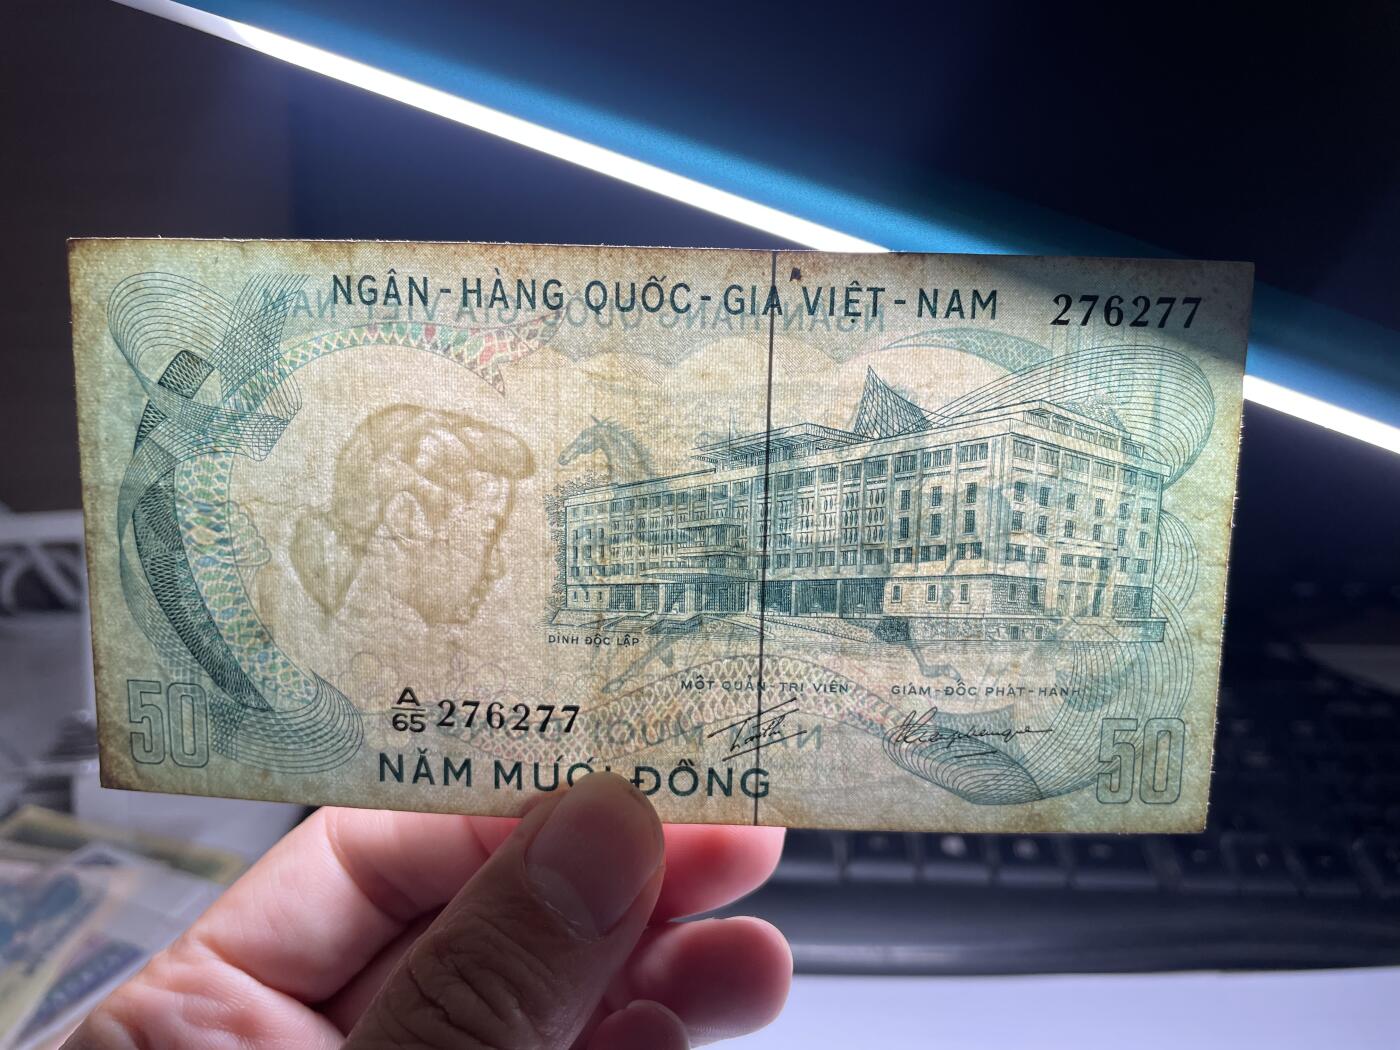 NGÂN-HÀNG QUỐC-GIA VIỆT-NAM
276277
DINH ĐỘC LẬP
MỘT QUẢN-TRỊ VIÊN
GIÁM-ĐỐC PHÁT-HÀNH
A
65
276277
NĂM MƯƠI ĐỒNG
50
50